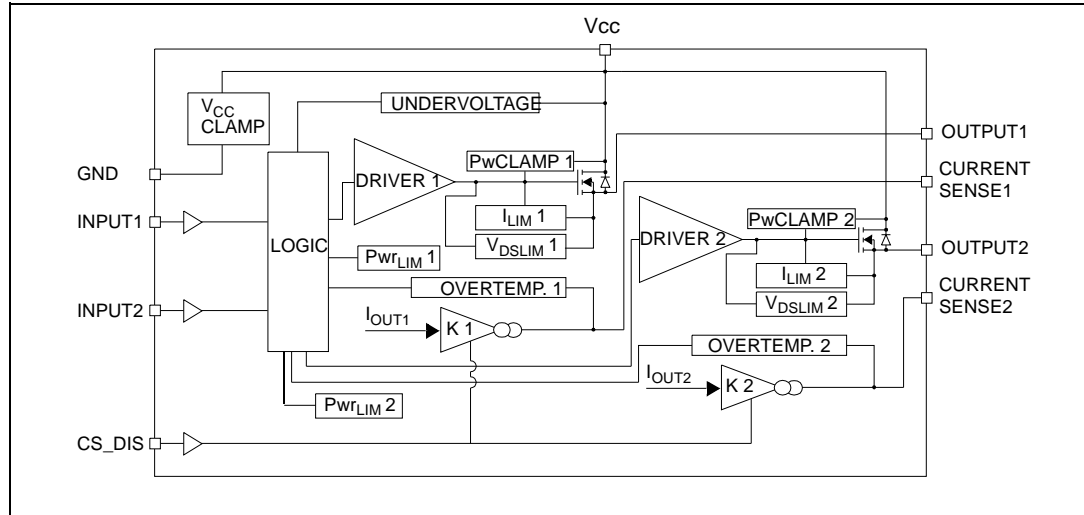 Vcc
UNDERVOLTAGE
VCC
CLAMP
OUTPUT1
GND
PwCLAMP 1
CURRENT
SENSE1
DRIVER 1
INPUT1
ILIM 1
PwCLAMP 2
LOGIC
DRIVER 2
VDSLIM 1
OUTPUT2
PwrLIM 1
ILIM 2
CURRENT
SENSE2
OVERTEMP. 1
VDSLIM 2
INPUT2
IOUT1
K 1
OVERTEMP. 2
IOUT2
K 2
PwrLIM 2
CS_DIS